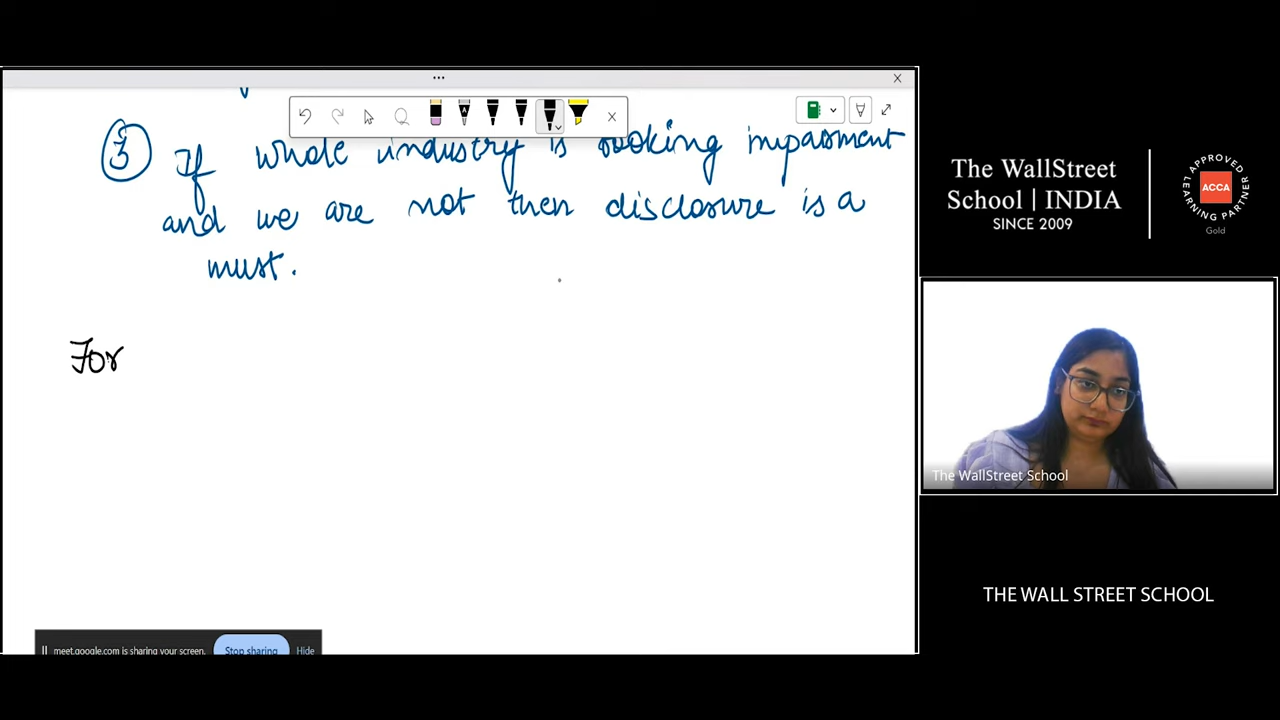 ③ If whole industry is booking impairment
and we are not then disclosure is a
must.
For
meet.google.com is sharing your screen.
Stop sharing
Hide
The WallStreet
School | INDIA
SINCE 2009
APPROVED
LEARNING PARTNER
ACCA
Gold
The WallStreet School
THE WALL STREET SCHOOL